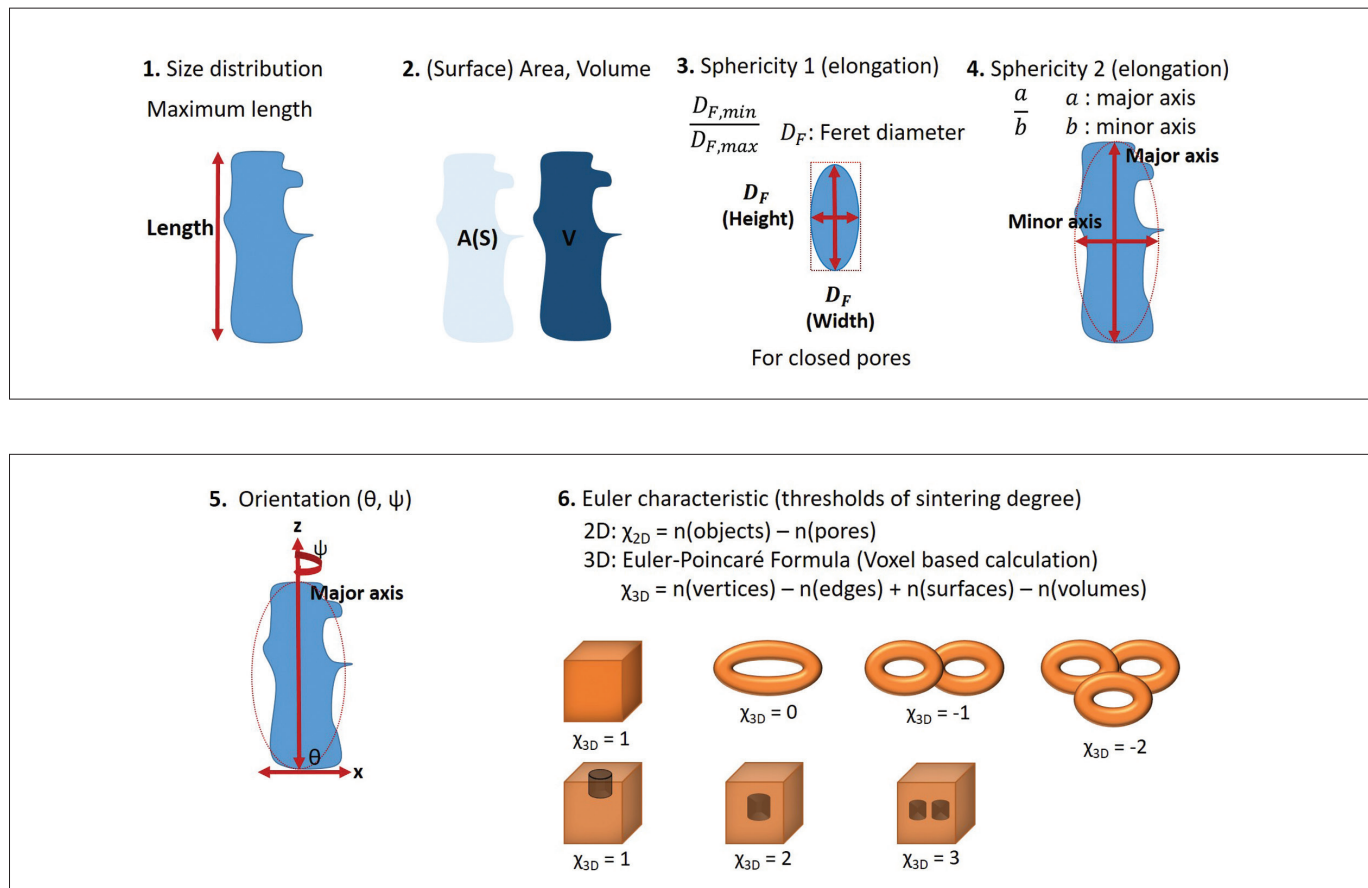 1. Size distribution
Maximum length
Length
2. (Surface) Area, Volume
A(S)
V
3. Sphericity 1 (elongation)
D_F,min
D_F,max
D_F: Feret diameter
D_F
(Height)
D_F
(Width)
For closed pores
4. Sphericity 2 (elongation)
a
b
a : major axis
b : minor axis
Major axis
Minor axis
5. Orientation (θ, ψ)
z
ψ
Major axis
θ
x
6. Euler characteristic (thresholds of sintering degree)
2D: χ2D = n(objects) – n(pores)
3D: Euler-Poincaré Formula (Voxel based calculation)
χ3D = n(vertices) – n(edges) + n(surfaces) – n(volumes)
χ3D = 1
χ3D = 0
χ3D = -1
χ3D = -2
χ3D = 1
χ3D = 2
χ3D = 3